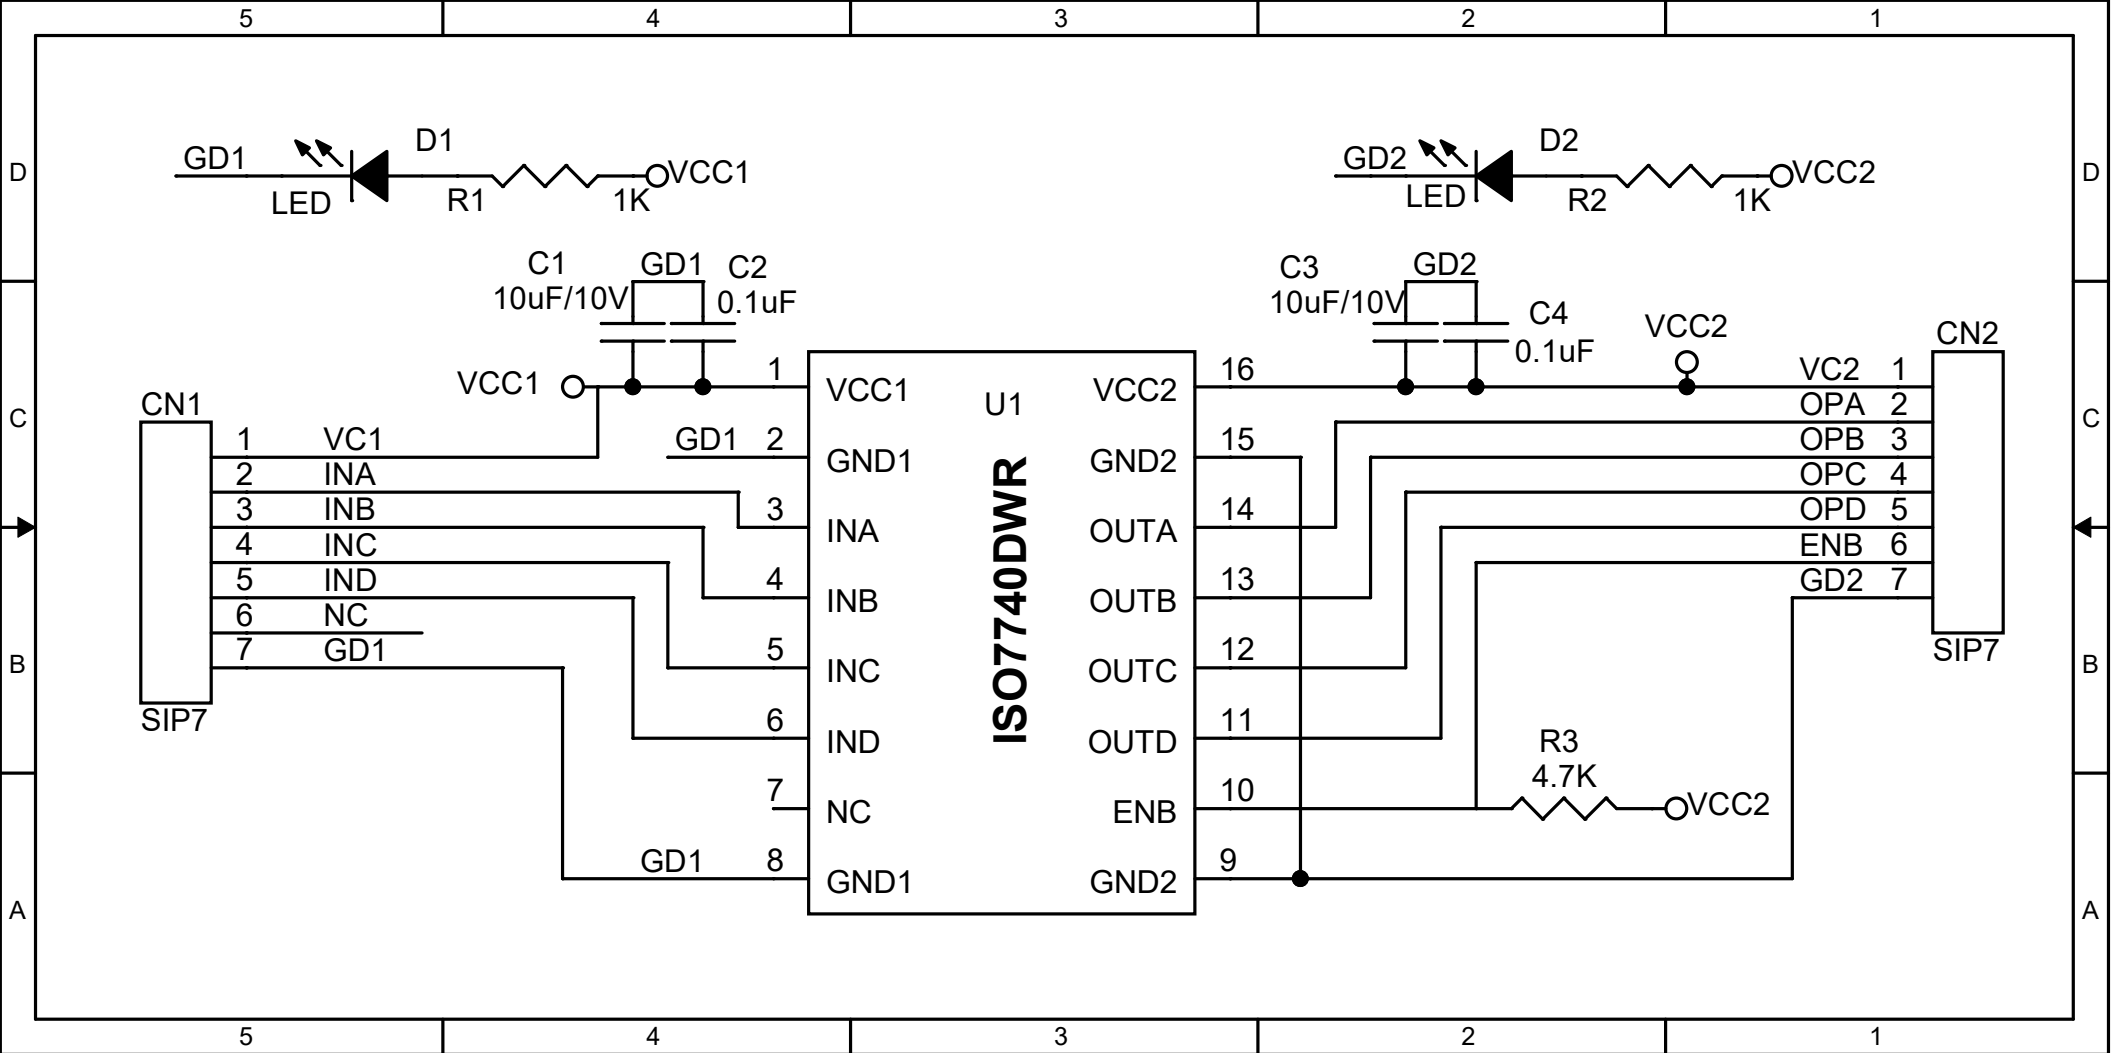 5 4 3 2 1
D D
GD1 LED D1 R1 1K VCC1
GD2 LED D2 R2 1K VCC2
C1 GD1 C2
10uF/10V 0.1uF
C3 GD2 C4
10uF/10V 0.1uF
VCC1
VCC2
C C
CN1
1 VC1
2 INA
3 INB
4 INC
5 IND
6 NC
7 GD1
SIP7
U1
ISO7740DWR
1 VCC1
GD1 2 GND1
3 INA
4 INB
5 INC
6 IND
7 NC
GD1 8 GND1
VCC2 16
GND2 15
OUTA 14
OUTB 13
OUTC 12
OUTD 11
ENB 10
GND2 9
R3
4.7K
VCC2
CN2
VC2 1
OPA 2
OPB 3
OPC 4
OPD 5
ENB 6
GD2 7
SIP7
B B
A A
5 4 3 2 1